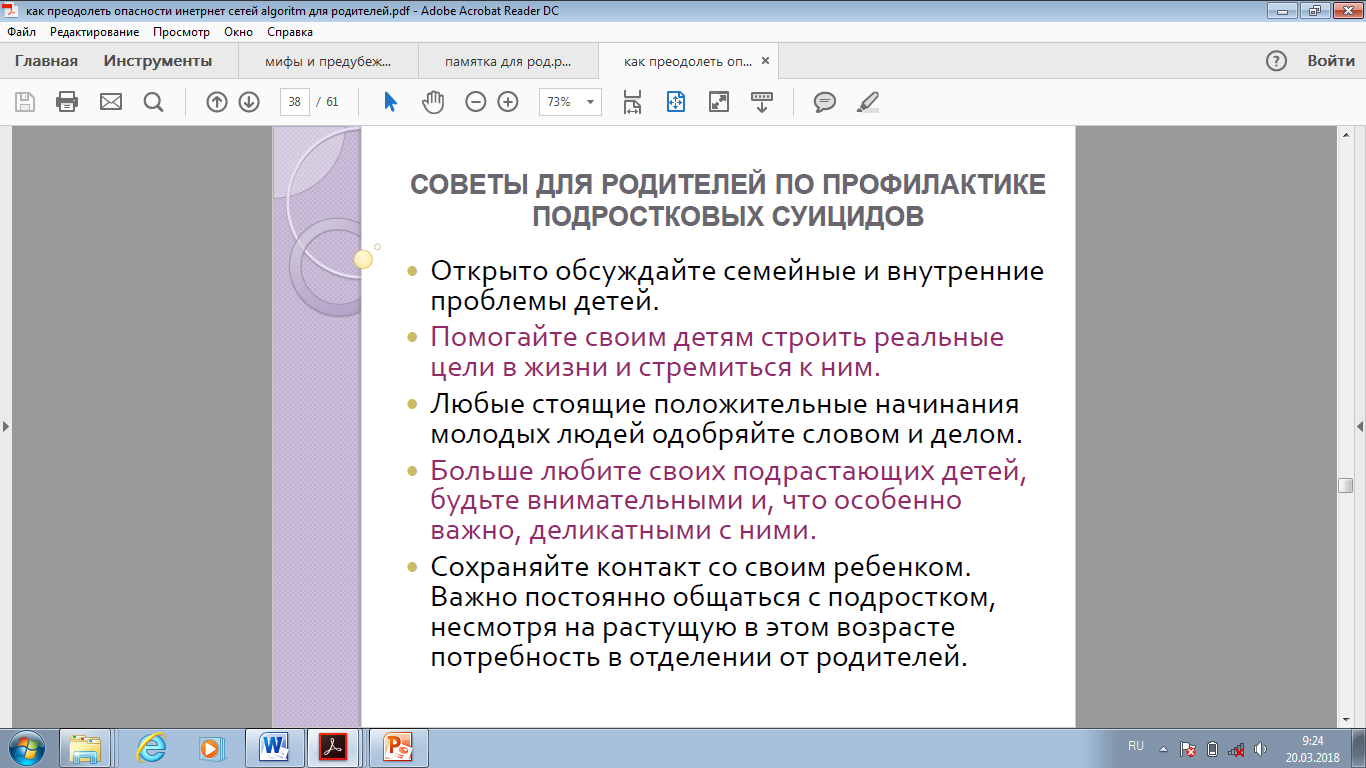 как преодолеть опасности инетрнет сетей algoritm для родителей.pdf - Adobe Acrobat Reader DC
Файл Редактирование Просмотр Окно Справка
Главная Инструменты мифы и предубеж... памятка для род.р... как преодолеть оп... × ? Войти
38 / 61 73%
СОВЕТЫ ДЛЯ РОДИТЕЛЕЙ ПО ПРОФИЛАКТИКЕ
ПОДРОСТКОВЫХ СУИЦИДОВ
• Открыто обсуждайте семейные и внутренние
проблемы детей.
• Помогайте своим детям строить реальные
цели в жизни и стремиться к ним.
• Любые стоящие положительные начинания
молодых людей одобряйте словом и делом.
• Больше любите своих подрастающих детей,
будьте внимательными и, что особенно
важно, деликатными с ними.
• Сохраняйте контакт со своим ребенком.
Важно постоянно общаться с подростком,
несмотря на растущую в этом возрасте
потребность в отделении от родителей.
RU 9:24
20.03.2018